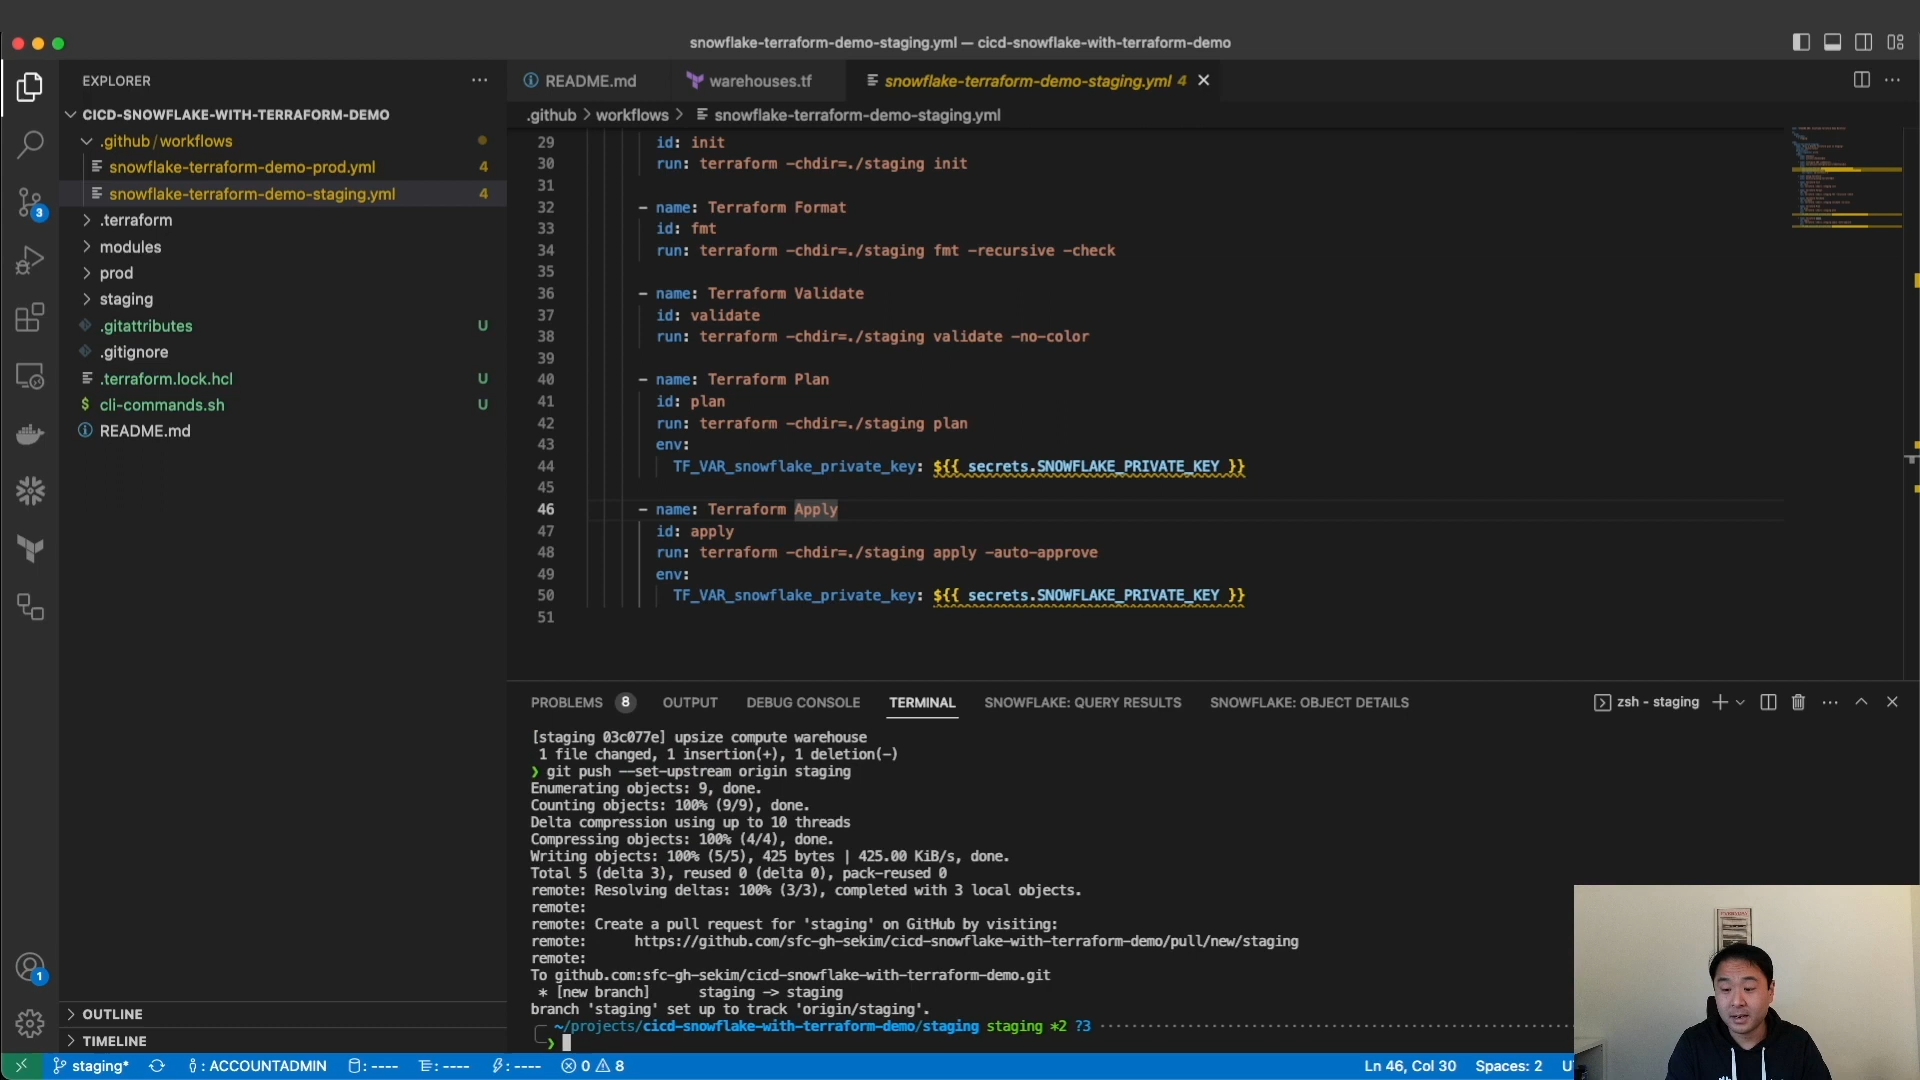 snowflake-terraform-demo-staging.yml — cicd-snowflake-with-terraform-demo
EXPLORER
CICD-SNOWFLAKE-WITH-TERRAFORM-DEMO
.github / workflows
snowflake-terraform-demo-prod.yml 4
snowflake-terraform-demo-staging.yml 4
.terraform
modules
prod
staging
.gitattributes U
.gitignore
.terraform.lock.hcl U
$ cli-commands.sh U
README.md
OUTLINE
TIMELINE
3
1
README.md warehouses.tf snowflake-terraform-demo-staging.yml 4
.github > workflows > snowflake-terraform-demo-staging.yml
29 id: init
30 run: terraform -chdir=./staging init
31
32 - name: Terraform Format
33 id: fmt
34 run: terraform -chdir=./staging fmt -recursive -check
35
36 - name: Terraform Validate
37 id: validate
38 run: terraform -chdir=./staging validate -no-color
39
40 - name: Terraform Plan
41 id: plan
42 run: terraform -chdir=./staging plan
43 env:
44 TF_VAR_snowflake_private_key: ${{ secrets.SNOWFLAKE_PRIVATE_KEY }}
45
46 - name: Terraform Apply
47 id: apply
48 run: terraform -chdir=./staging apply -auto-approve
49 env:
50 TF_VAR_snowflake_private_key: ${{ secrets.SNOWFLAKE_PRIVATE_KEY }}
51
PROBLEMS 8 OUTPUT DEBUG CONSOLE TERMINAL SNOWFLAKE: QUERY RESULTS SNOWFLAKE: OBJECT DETAILS zsh - staging
[staging 03c077e] upsize compute warehouse
1 file changed, 1 insertion(+), 1 deletion(-)
❯ git push --set-upstream origin staging
Enumerating objects: 9, done.
Counting objects: 100% (9/9), done.
Delta compression using up to 10 threads
Compressing objects: 100% (4/4), done.
Writing objects: 100% (5/5), 425 bytes | 425.00 KiB/s, done.
Total 5 (delta 3), reused 0 (delta 0), pack-reused 0
remote: Resolving deltas: 100% (3/3), completed with 3 local objects.
remote:
remote: Create a pull request for 'staging' on GitHub by visiting:
remote: https://github.com/sfc-gh-sekim/cicd-snowflake-with-terraform-demo/pull/new/staging
remote:
To github.com:sfc-gh-sekim/cicd-snowflake-with-terraform-demo.git
* [new branch] staging -> staging
branch 'staging' set up to track 'origin/staging'.
~/projects/cicd-snowflake-with-terraform-demo/staging staging *2 ?3
❯
staging* : ACCOUNTADMIN : ---- : ---- : ---- 0 8 Ln 46, Col 30 Spaces: 2